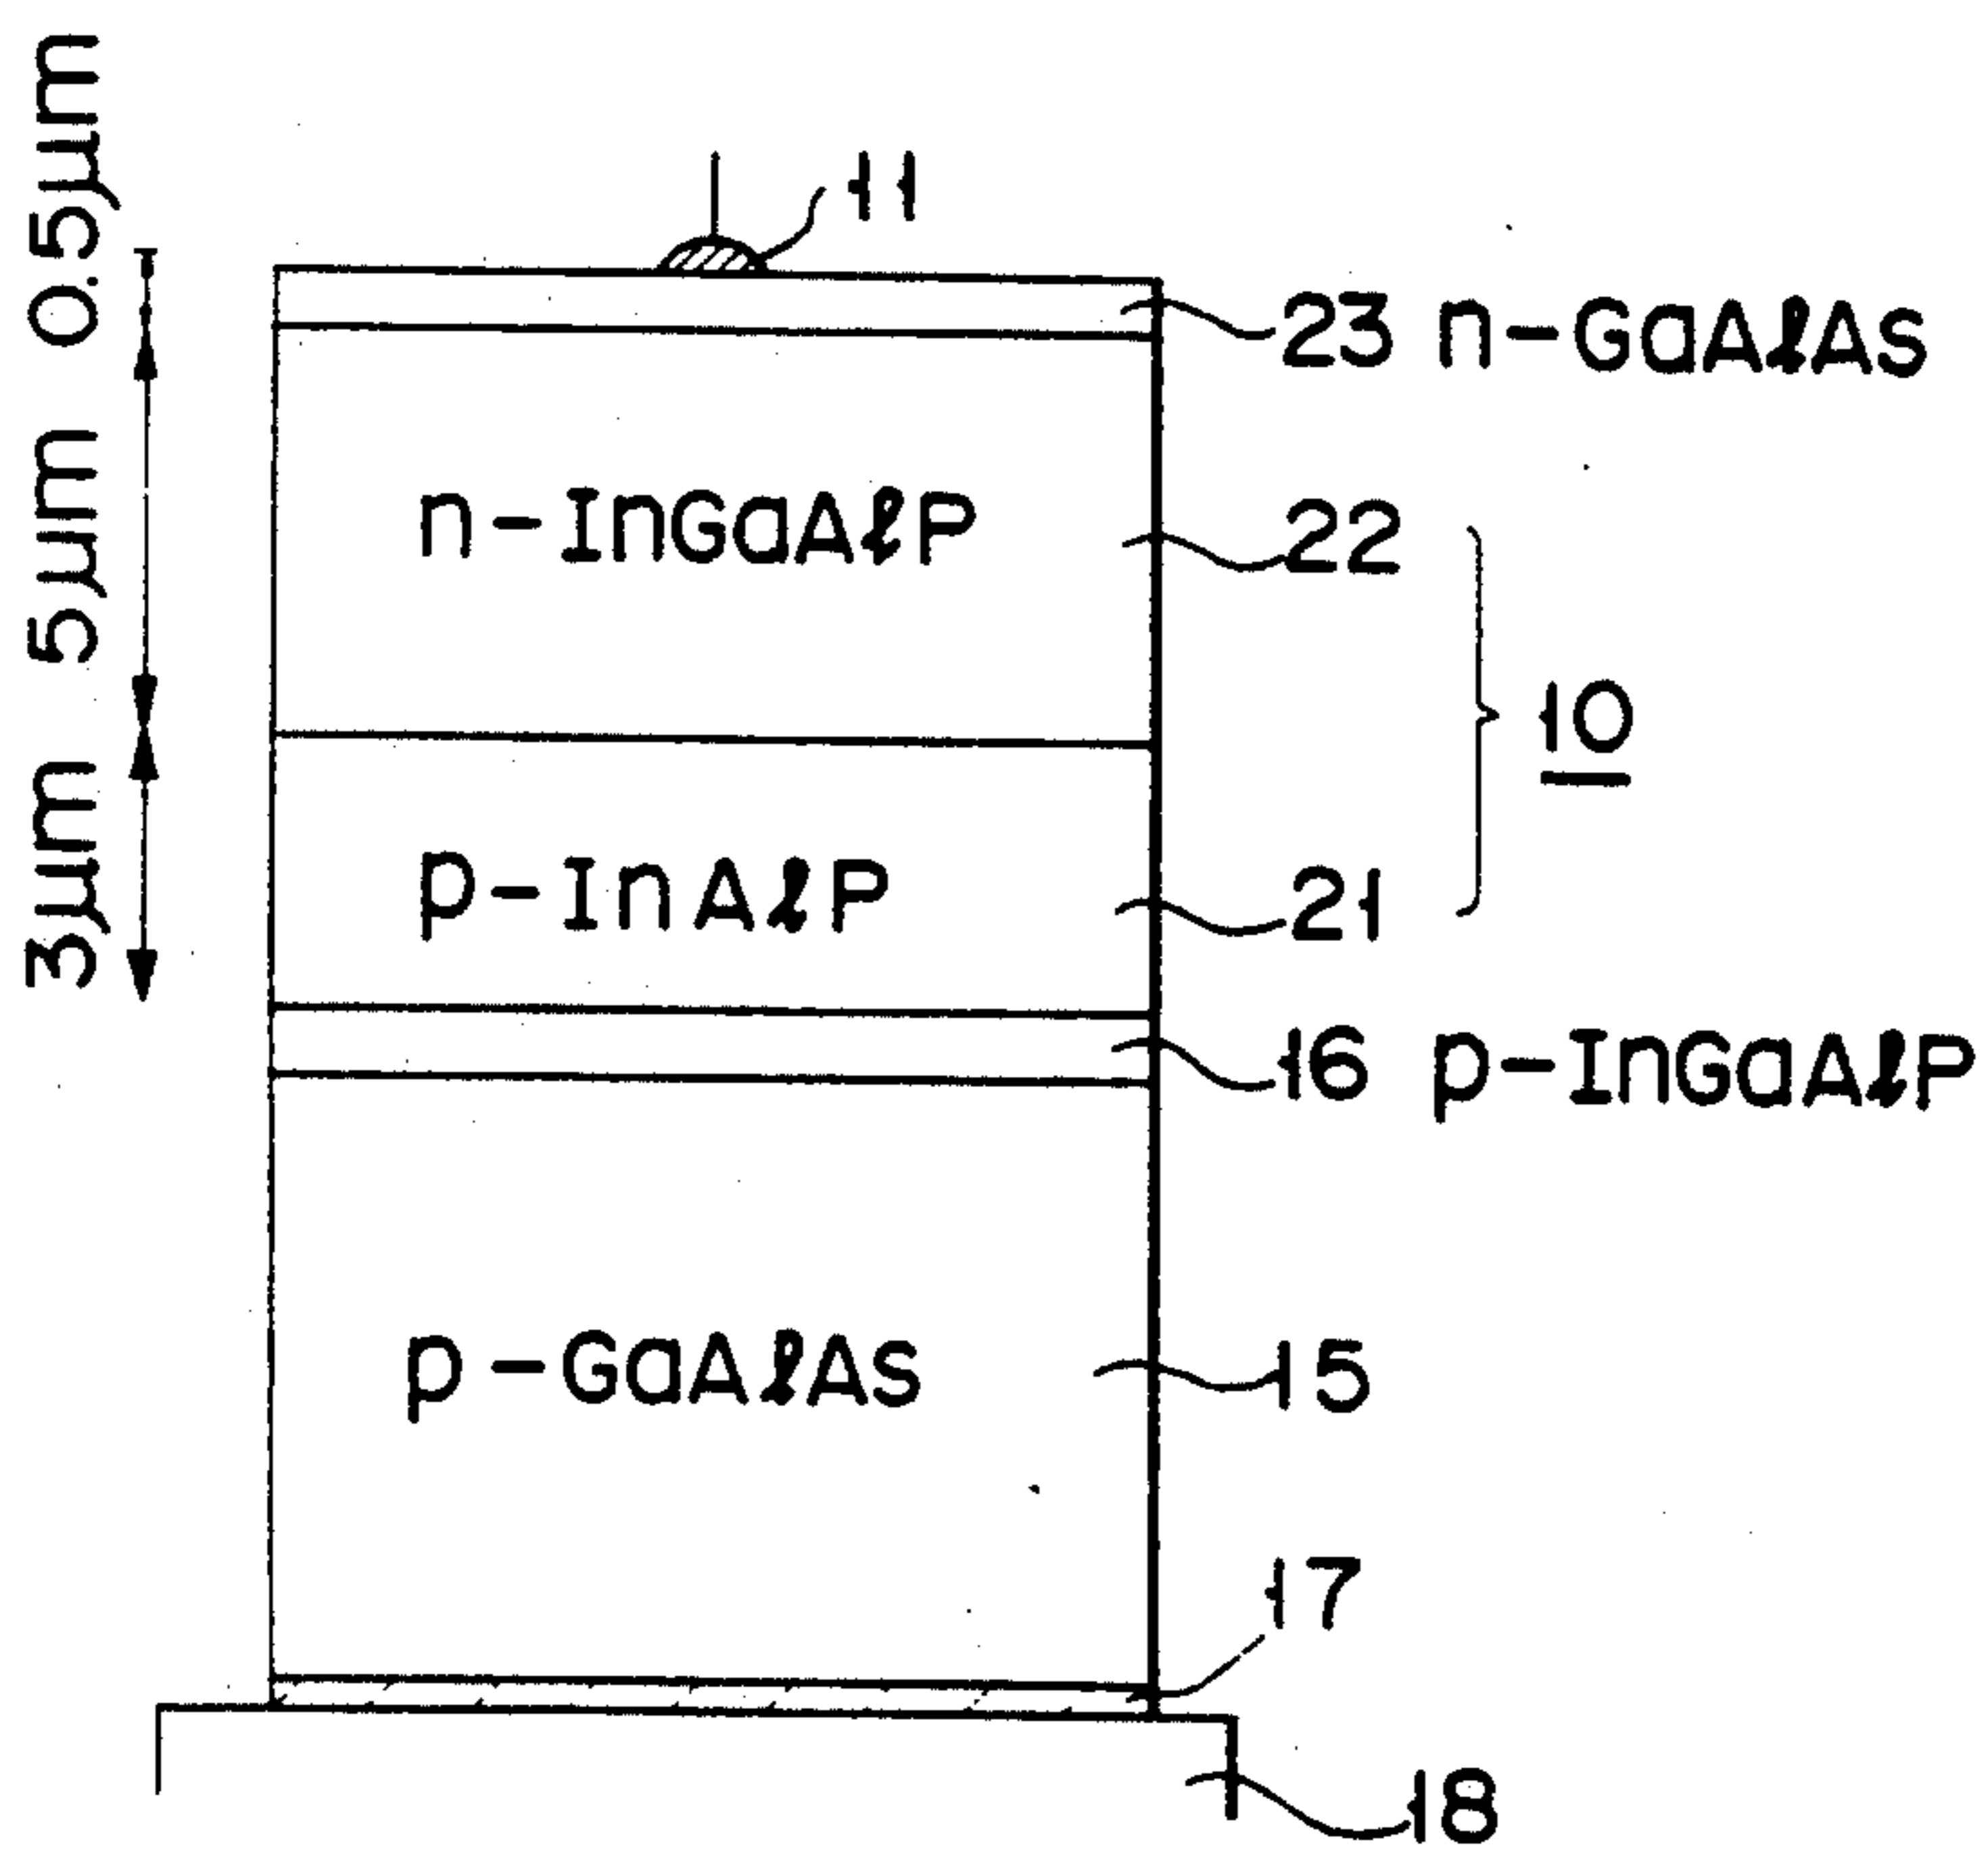 0.5μm
5μm
3μm
11
23 n-GaAlAs
n-InGaAlP
22
10
p-InAlP
21
16 p-InGaAlP
p-GaAlAs
15
17
18